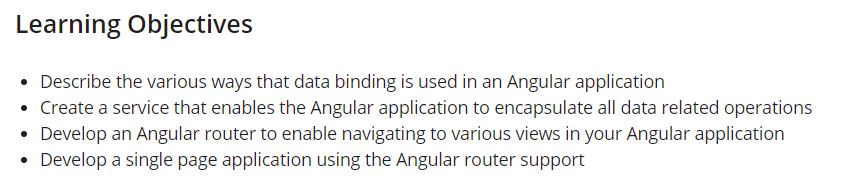 Learning Objectives
• Describe the various ways that data binding is used in an Angular application
• Create a service that enables the Angular application to encapsulate all data related operations
• Develop an Angular router to enable navigating to various views in your Angular application
• Develop a single page application using the Angular router support